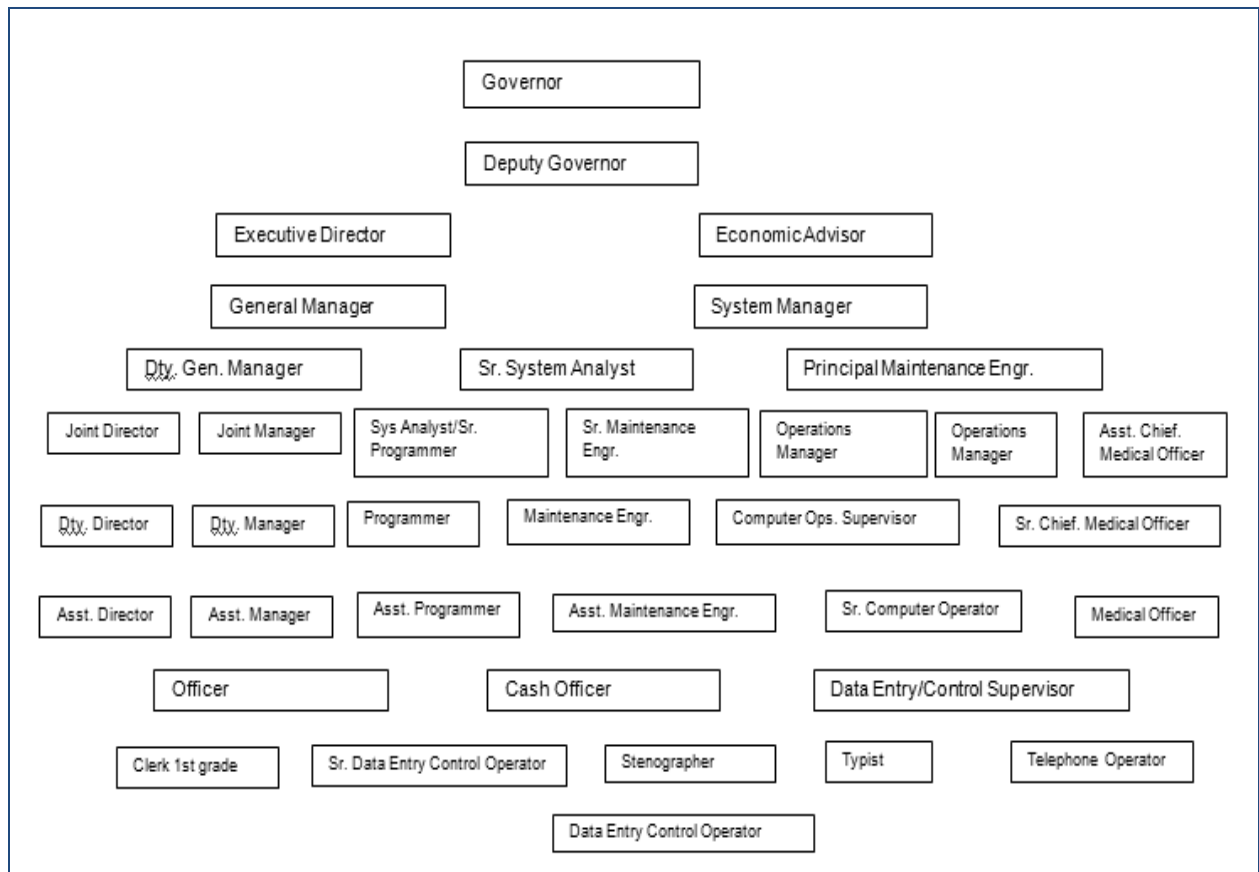 Governor
Deputy Governor
Executive Director
Economic Advisor
General Manager
System Manager
Dty. Gen. Manager
Sr. System Analyst
Principal Maintenance Engr.
Joint Director
Joint Manager
Sys Analyst/Sr.
Programmer
Sr. Maintenance
Engr.
Operations
Manager
Operations
Manager
Asst. Chief.
Medical Officer
Dty. Director
Dty. Manager
Programmer
Maintenance Engr.
Computer Ops. Supervisor
Sr. Chief. Medical Officer
Asst. Director
Asst. Manager
Asst. Programmer
Asst. Maintenance Engr.
Sr. Computer Operator
Medical Officer
Officer
Cash Officer
Data Entry/Control Supervisor
Clerk 1st grade
Sr. Data Entry Control Operator
Stenographer
Typist
Telephone Operator
Data Entry Control Operator